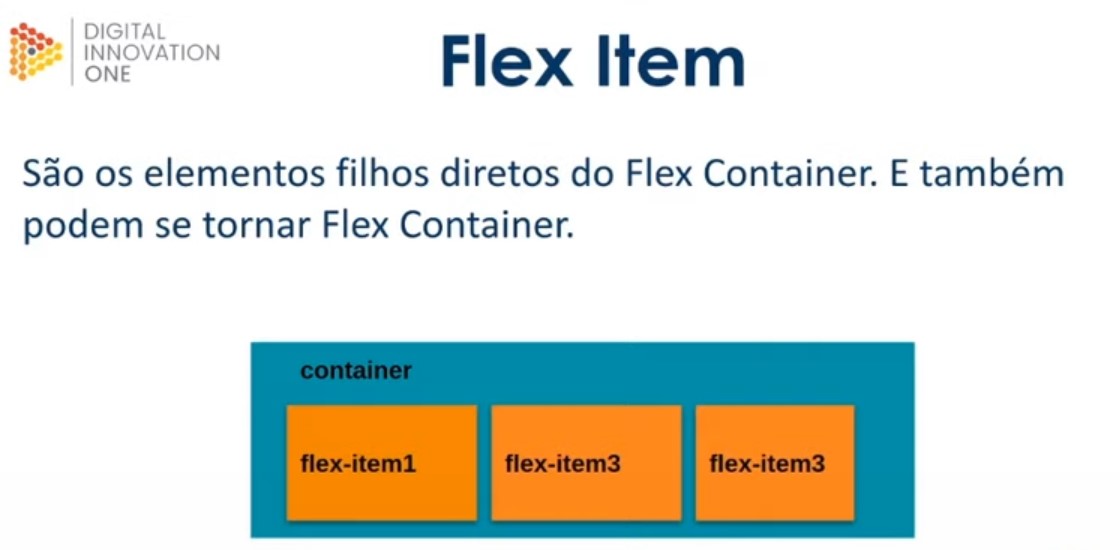 DIGITAL
INNOVATION
ONE
Flex Item
São os elementos filhos diretos do Flex Container. E também
podem se tornar Flex Container.
container
flex-item1 flex-item3 flex-item3